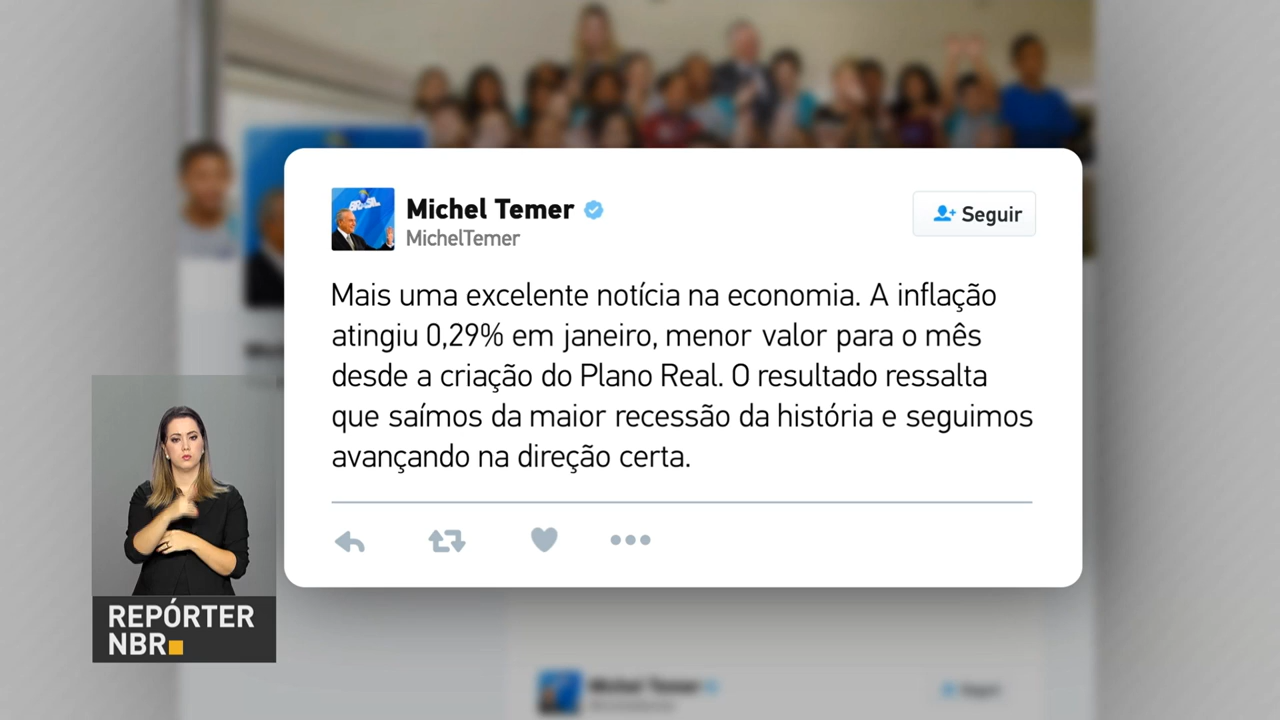 Michel Temer
MichelTemer
Seguir
Mais uma excelente notícia na economia. A inflação
atingiu 0,29% em janeiro, menor valor para o mês
desde a criação do Plano Real. O resultado ressalta
que saímos da maior recessão da história e seguimos
avançando na direção certa.
REPÓRTER
NBR